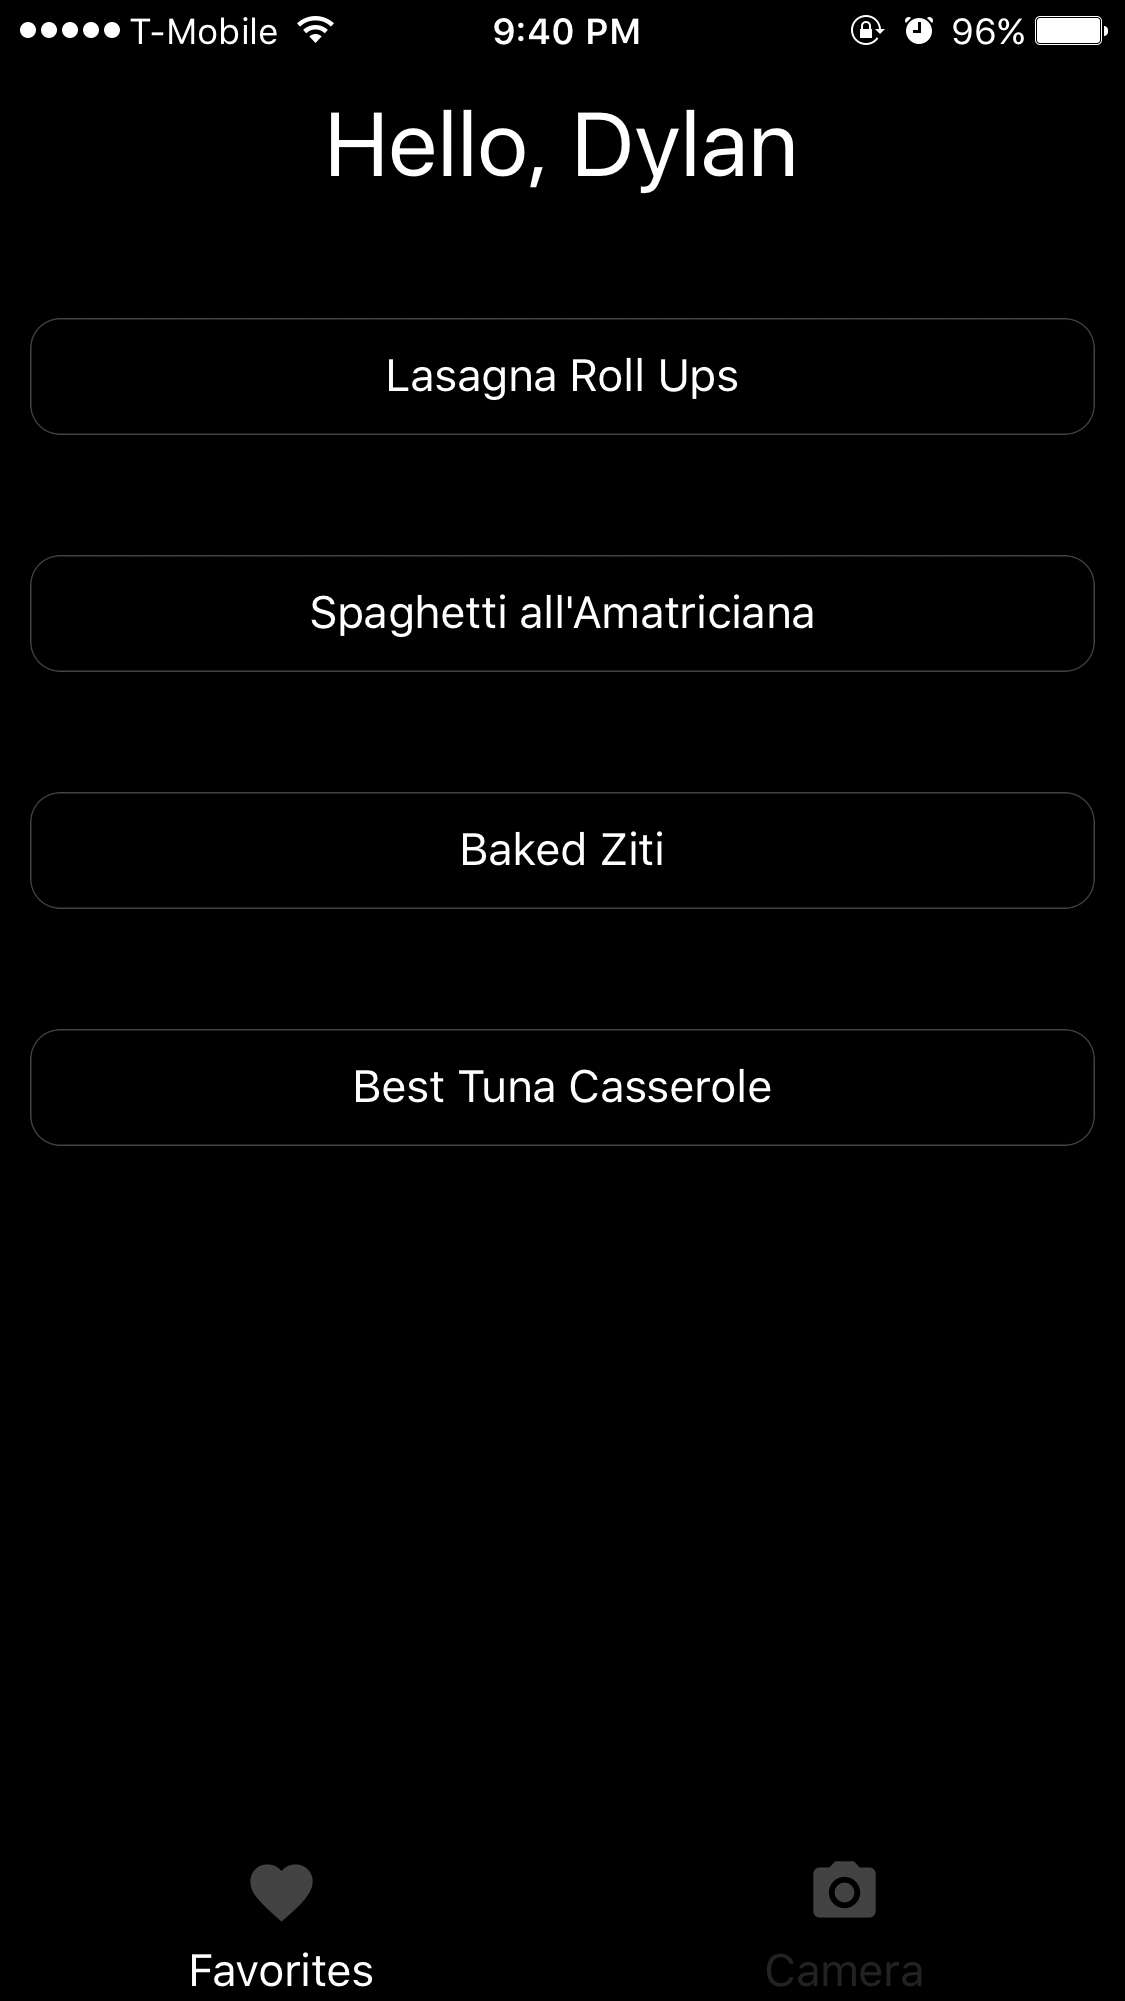 T-Mobile 9:40 PM 96%
Hello, Dylan
Lasagna Roll Ups
Spaghetti all'Amatriciana
Baked Ziti
Best Tuna Casserole
Favorites Camera